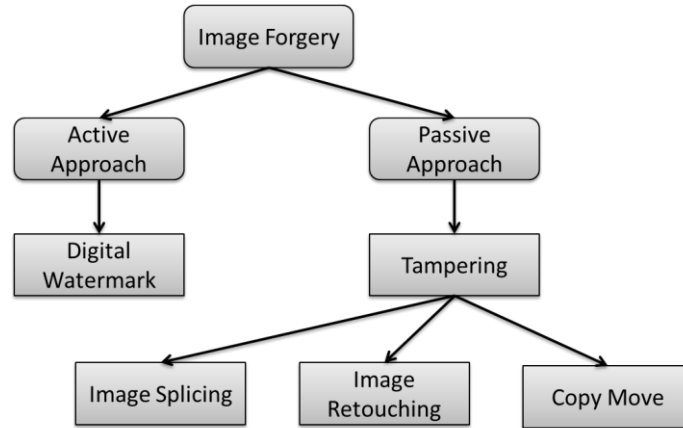 Image Forgery
Active
Approach
Passive
Approach
Digital
Watermark
Tampering
Image Splicing
Image
Retouching
Copy Move